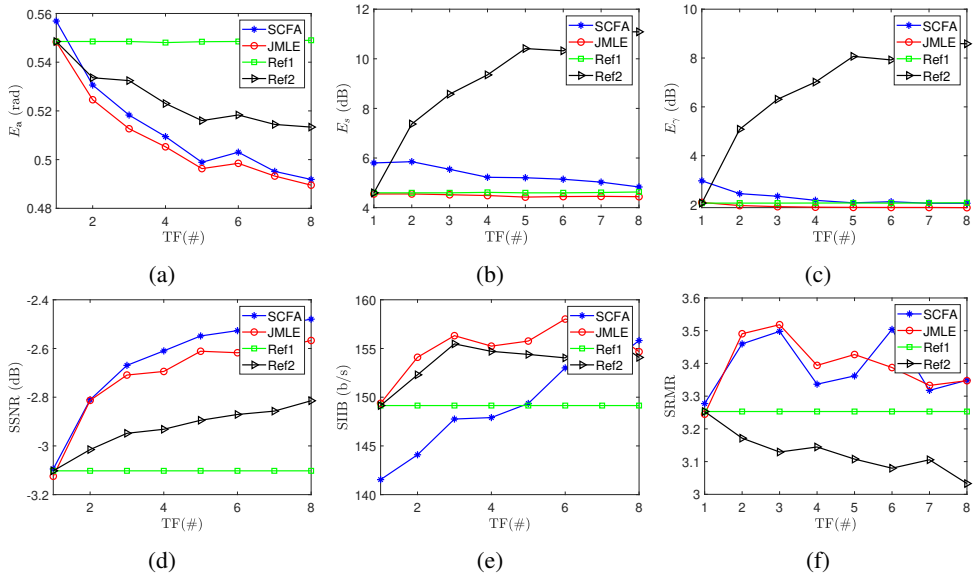 0.56
0.54
0.52
0.5
0.48
E_a (rad)
2 4 6 8
TF(#)
SCFA
JMLE
Ref1
Ref2
(a)
12
10
8
6
4
E_s (dB)
1 2 3 4 5 6 7 8
TF(#)
SCFA
JMLE
Ref1
Ref2
(b)
10
8
6
4
2
E_γ (dB)
1 2 3 4 5 6 7 8
TF(#)
SCFA
JMLE
Ref1
Ref2
(c)
-2.4
-2.6
-2.8
-3
-3.2
SSNR (dB)
2 4 6 8
TF(#)
SCFA
JMLE
Ref1
Ref2
(d)
160
155
150
145
140
SIIB (b/s)
2 4 6 8
TF(#)
SCFA
JMLE
Ref1
Ref2
(e)
3.6
3.5
3.4
3.3
3.2
3.1
3
SRMR
1 2 3 4 5 6 7 8
TF(#)
SCFA
JMLE
Ref1
Ref2
(f)